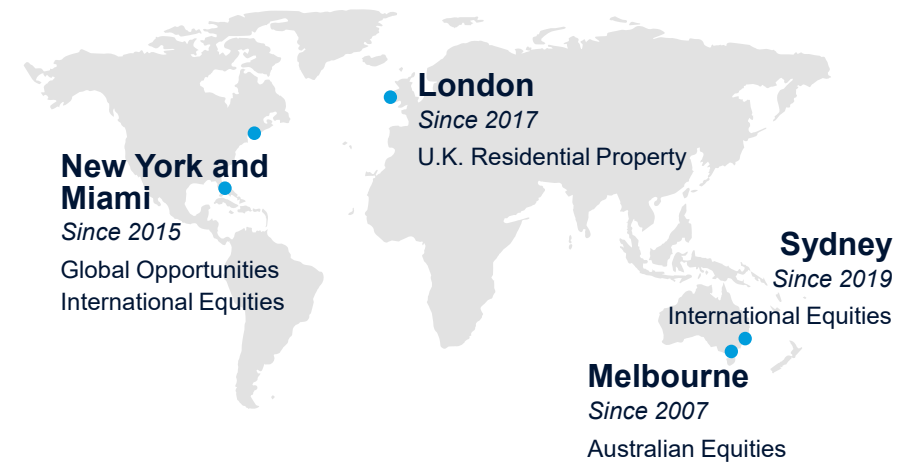 London
Since 2017
U.K. Residential Property
New York and
Miami
Since 2015
Global Opportunities
International Equities
Sydney
Since 2019
International Equities
Melbourne
Since 2007
Australian Equities